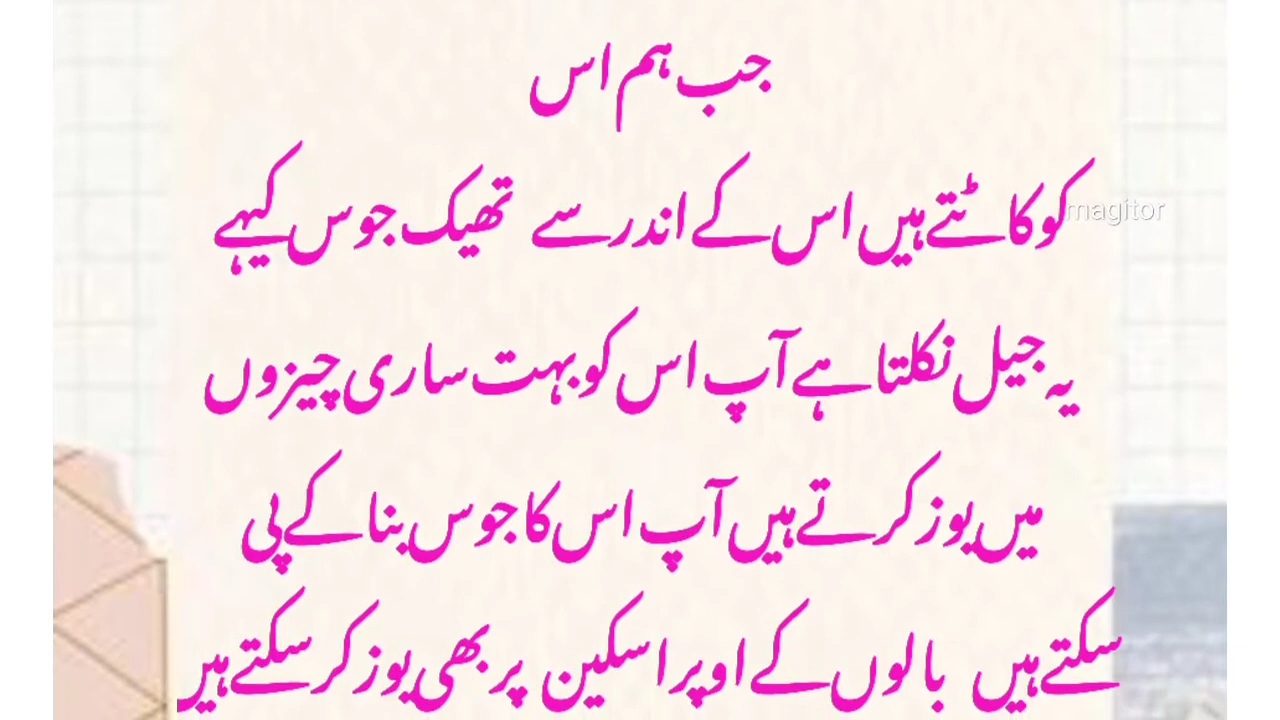 جب ہم اس
کو کاٹتے ہیں اس کے اندر سے تھیک جوس کہیے
magitor
یہ جیل نکلتا ہے آپ اس کو بہت ساری چیزوں
میں یوز کرتے ہیں آپ اس کا جوس بنا کے پی
سکتے ہیں بالوں کے اوپر اسکین پر بھی یوز کر سکتے ہیں